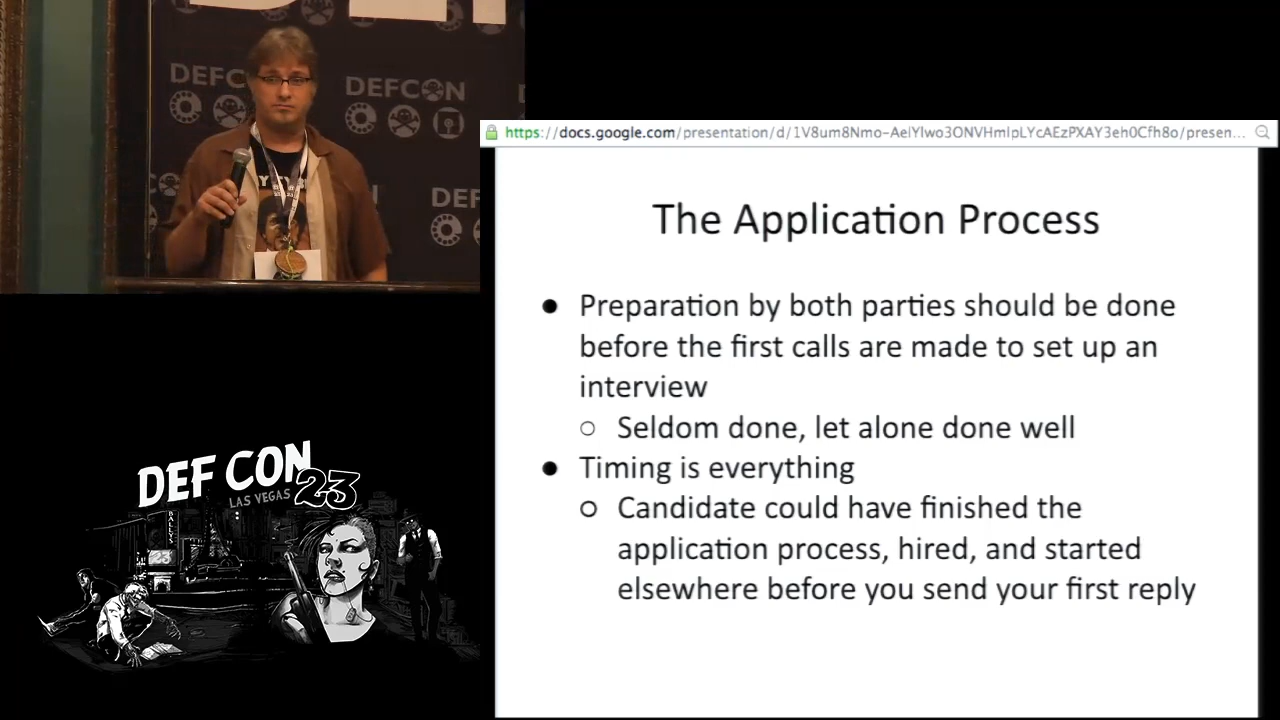 DEFCON
DEF
https://docs.google.com/presentation/d/1V8um8Nmo-AeiYlwo3ONVHmlpLYcAEzPXAY3eh0Cfh8o/presen...
The Application Process
● Preparation by both parties should be done
before the first calls are made to set up an
interview
○ Seldom done, let alone done well
● Timing is everything
○ Candidate could have finished the
application process, hired, and started
elsewhere before you send your first reply
DEF CON
LAS VEGAS 23
BALLYS